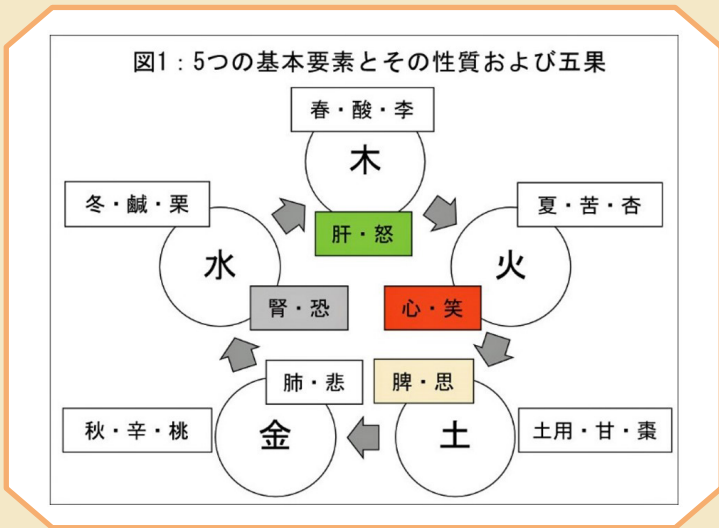 図1：5つの基本要素とその性質および五果
春・酸・李
木
肝・怒
冬・鹹・栗
水
腎・恐
夏・苦・杏
火
心・笑
肺・悲
金
秋・辛・桃
脾・思
土
土用・甘・棗